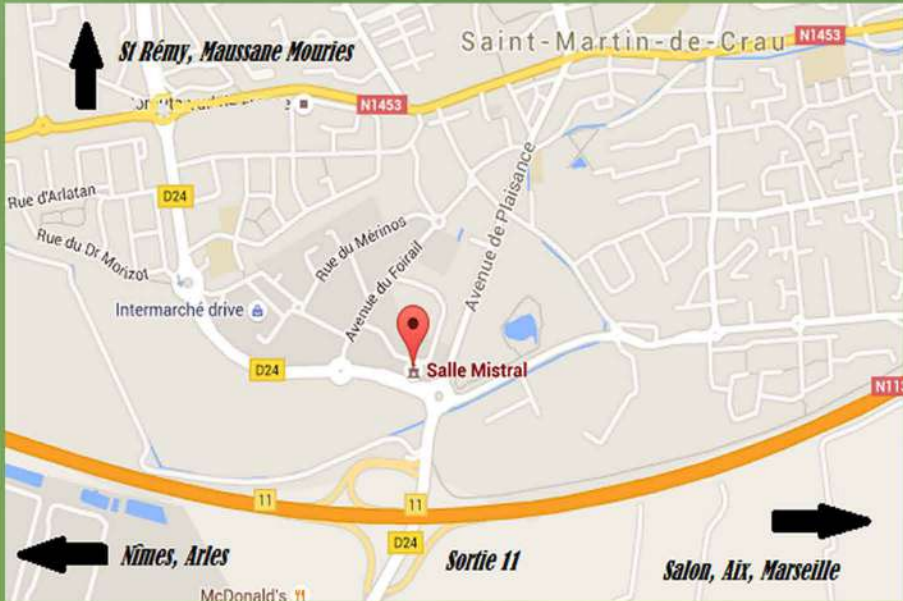 St Rémy, Maussane Mouries
Saint-Martin-de-Crau
N1453
N1453
D24
Rue d'Arlatan
Rue du Dr Morizot
Rue du Mérinos
Avenue du Foirail
Avenue de Plaisance
Intermarché drive
D24
Salle Mistral
N113
11
11
D24
Nîmes, Arles
Sortie 11
Salon, Aix, Marseille
McDonald's